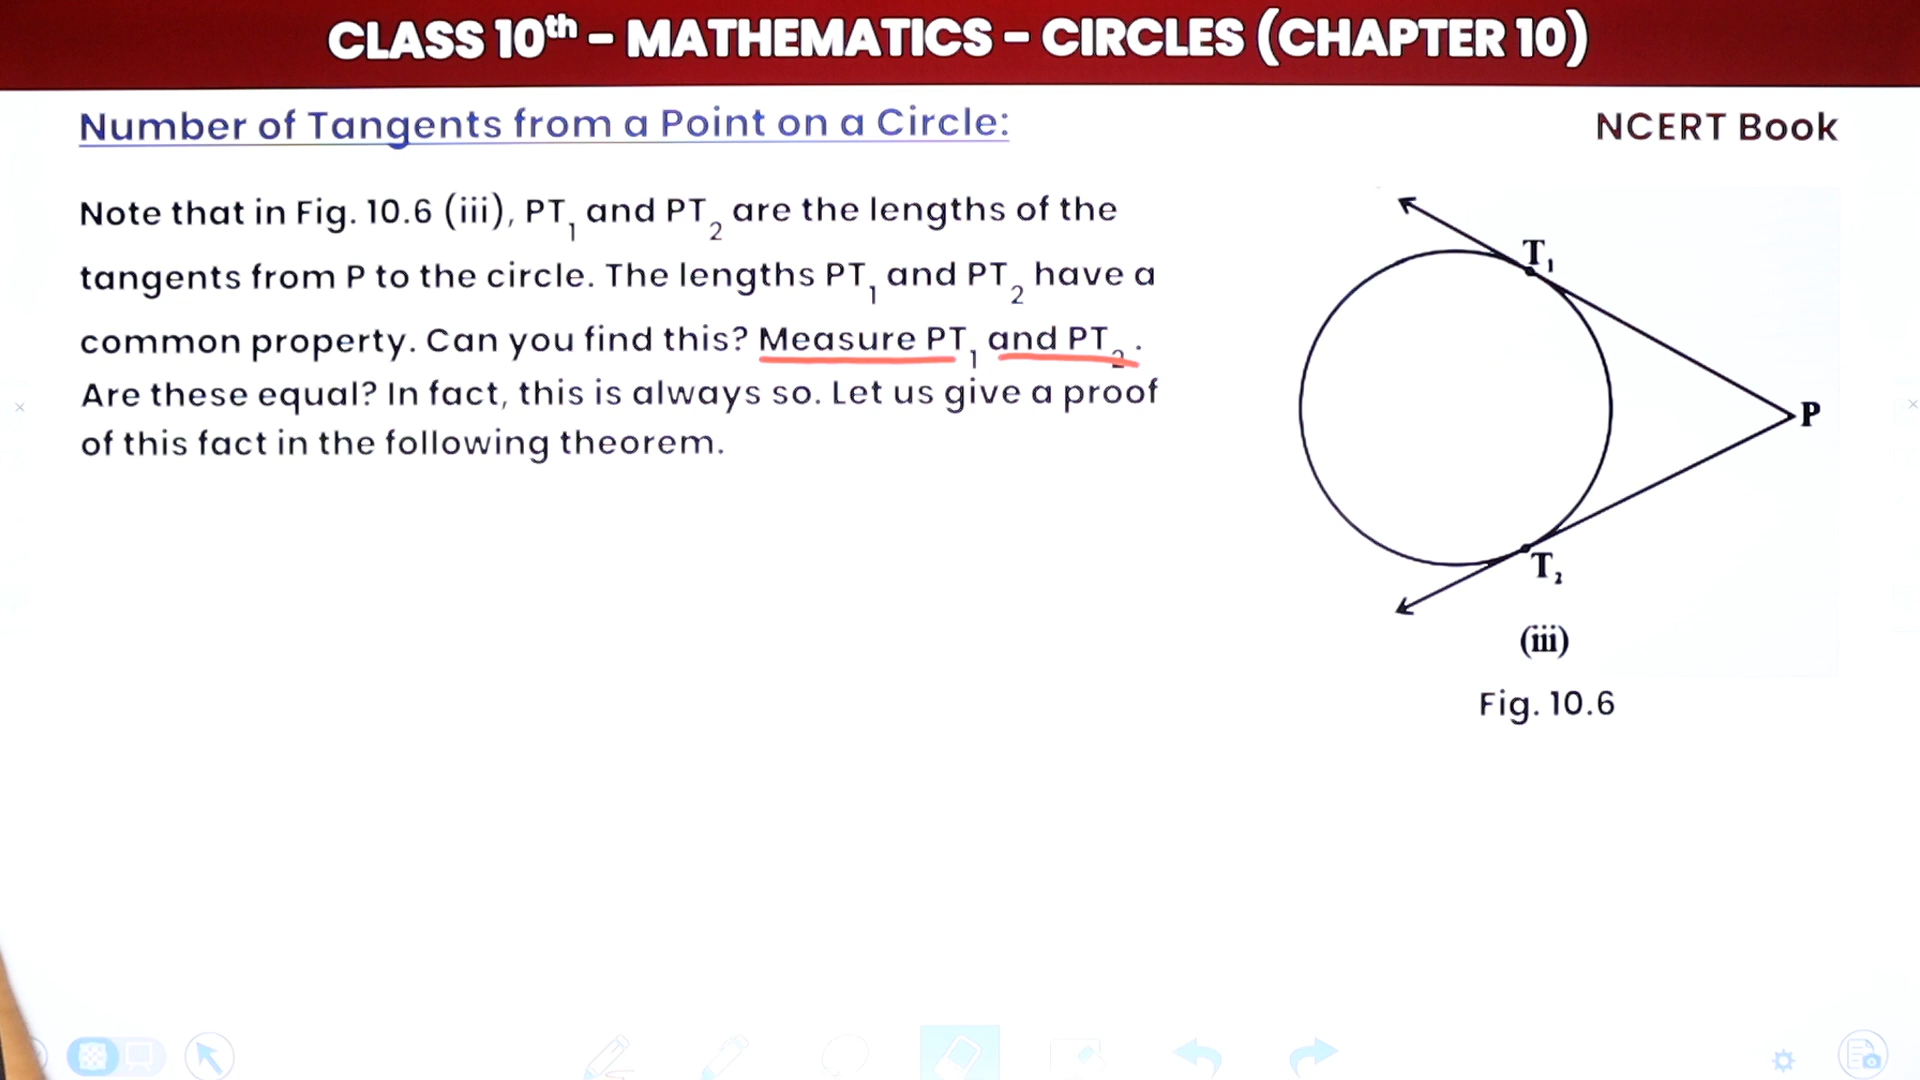 CLASS 10th – MATHEMATICS – CIRCLES (CHAPTER 10)
Number of Tangents from a Point on a Circle:
NCERT Book
Note that in Fig. 10.6 (iii), PT1 and PT2 are the lengths of the
tangents from P to the circle. The lengths PT1 and PT2 have a
common property. Can you find this? Measure PT1 and PT2.
Are these equal? In fact, this is always so. Let us give a proof
of this fact in the following theorem.
T1
P
T2
(iii)
Fig. 10.6